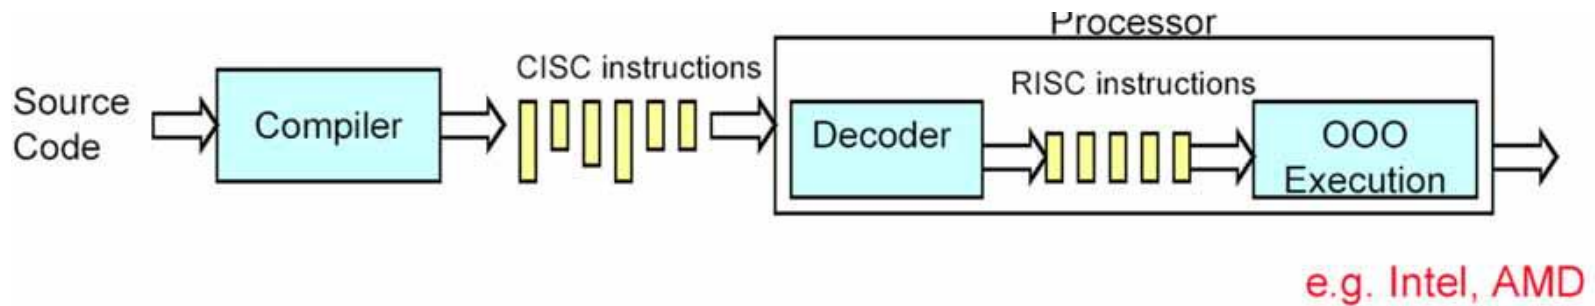 Processor
CISC instructions
RISC instructions
Source
Code
Compiler
Decoder
OOO
Execution
e.g. Intel, AMD